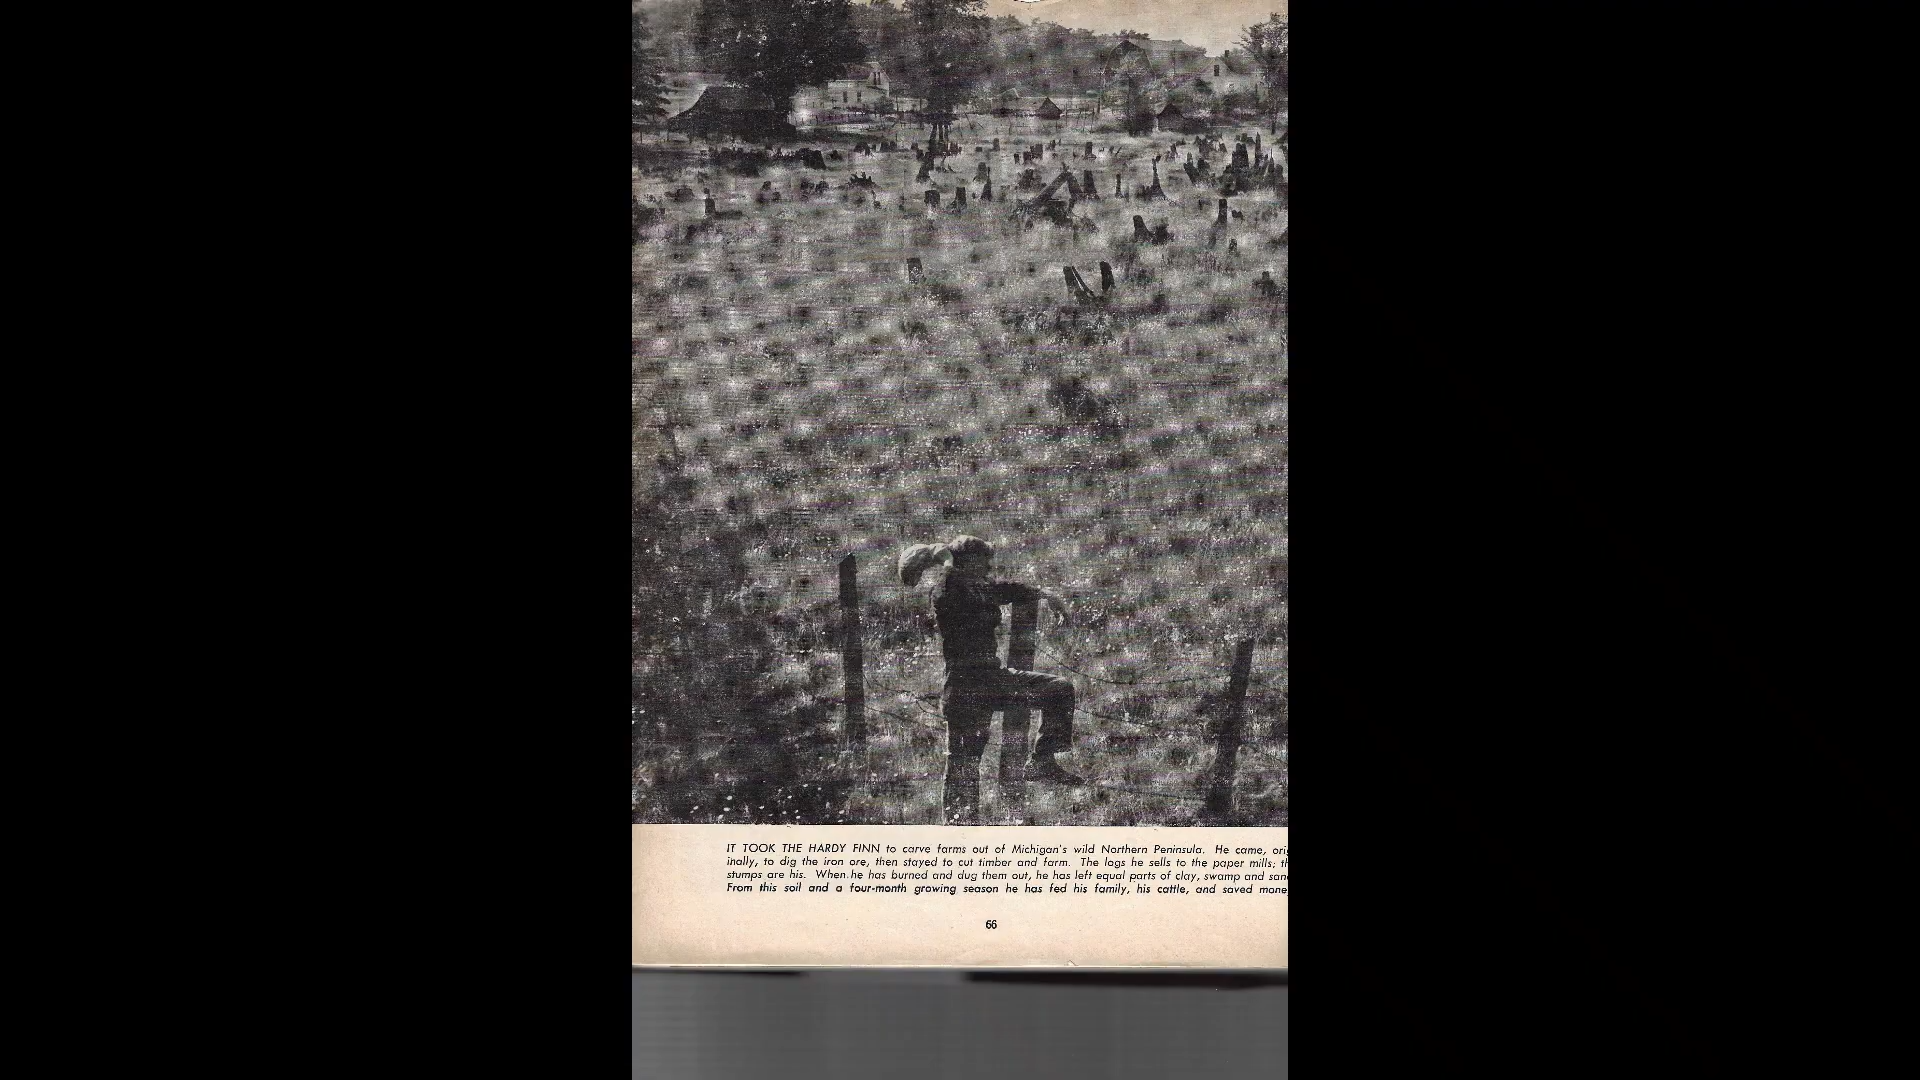 IT TOOK THE HARDY FINN to carve farms out of Michigan's wild Northern Peninsula. He came, orig
inally, to dig the iron ore, then stayed to cut timber and farm. The logs he sells to the paper mills; th
stumps are his. When he has burned and dug them out, he has left equal parts of clay, swamp and san
From this soil and a four-month growing season he has fed his family, his cattle, and saved mone
66